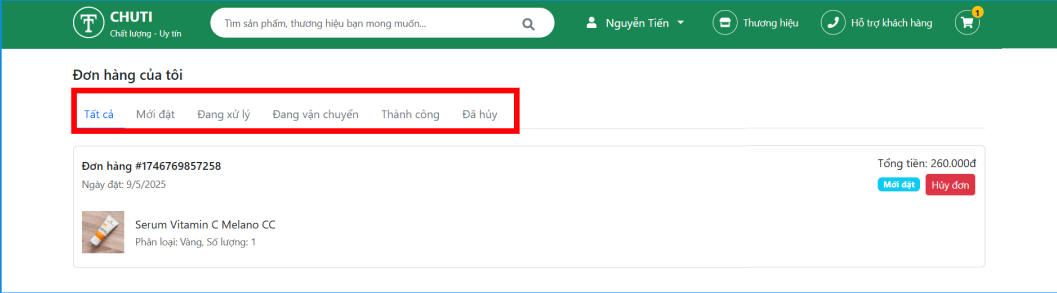 CHUTI
Chất lượng - Uy tín
Tìm sản phẩm, thương hiệu bạn mong muốn...
Nguyễn Tiến
Thương hiệu
Hỗ trợ khách hàng
1
Đơn hàng của tôi
Tất cả Mới đặt Đang xử lý Đang vận chuyển Thành công Đã hủy
Đơn hàng #1746769857258
Tổng tiền: 260.000đ
Ngày đặt: 9/5/2025
Mới đặt
Hủy đơn
Serum Vitamin C Melano CC
Phân loại: Vàng, Số lượng: 1